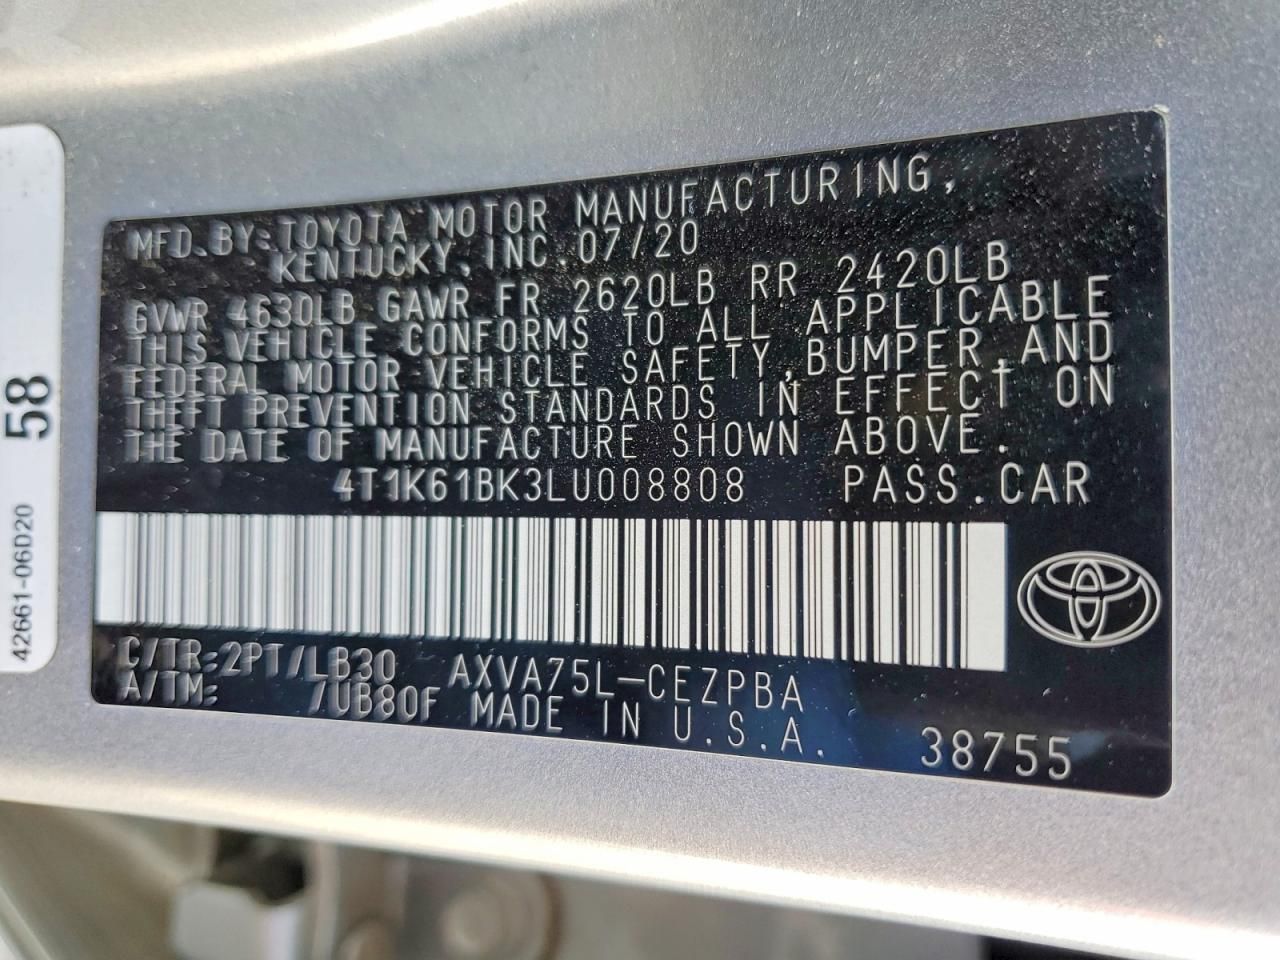 MFD.BY:TOYOTA MOTOR MANUFACTURING,
KENTUCKY,INC.07/20
GVWR 4630LB GAWR FR 2620LB RR 2420LB
THIS VEHICLE CONFORMS TO ALL APPLICABLE
FEDERAL MOTOR VEHICLE SAFETY,BUMPER,AND
THEFT PREVENTION STANDARDS IN EFFECT ON
THE DATE OF MANUFACTURE SHOWN ABOVE.
4T1K61BK3LU008808 PASS.CAR
C/TR:2PT/LB30 AXVA75L-CEZPBA
A/TM: /UB80F MADE IN U.S.A. 38755
58
42661-06D20